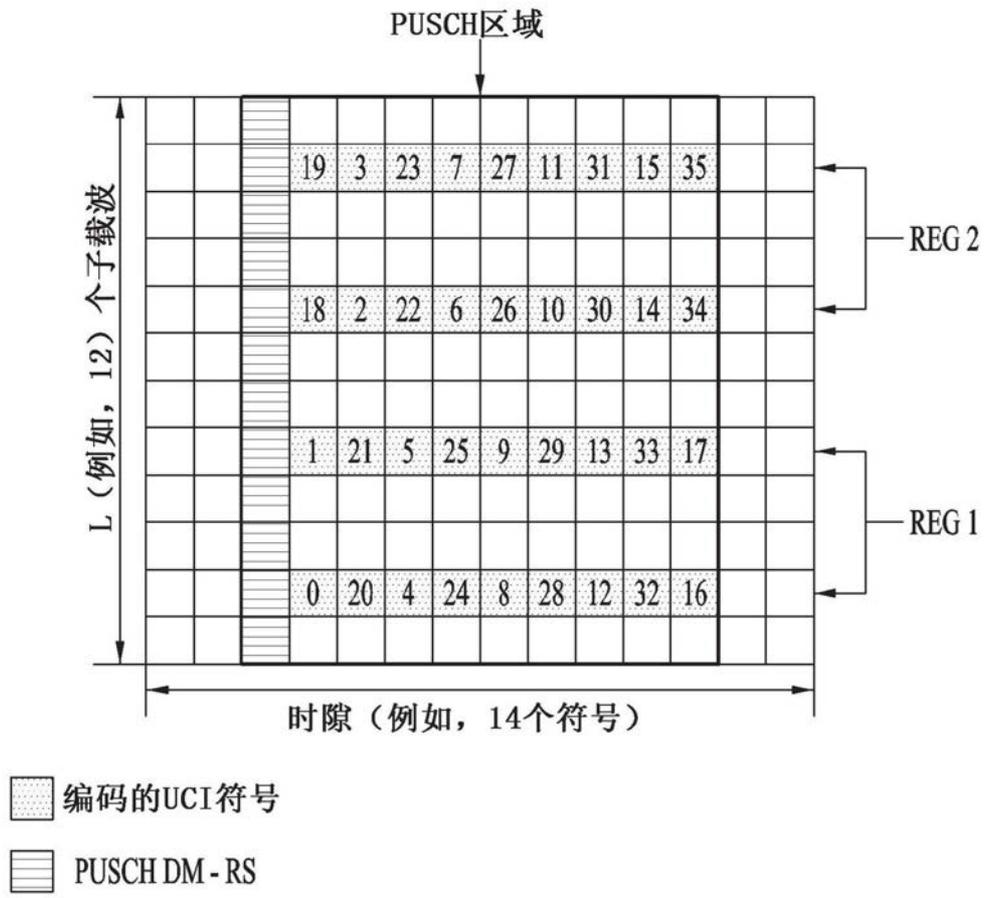 PUSCH区域
19 3 23 7 27 11 31 15 35
REG 2
18 2 22 6 26 10 30 14 34
L(例如，12)个子载波
1 21 5 25 9 29 13 33 17
REG 1
0 20 4 24 8 28 12 32 16
时隙(例如，14个符号)
编码的UCI符号
PUSCH DM-RS